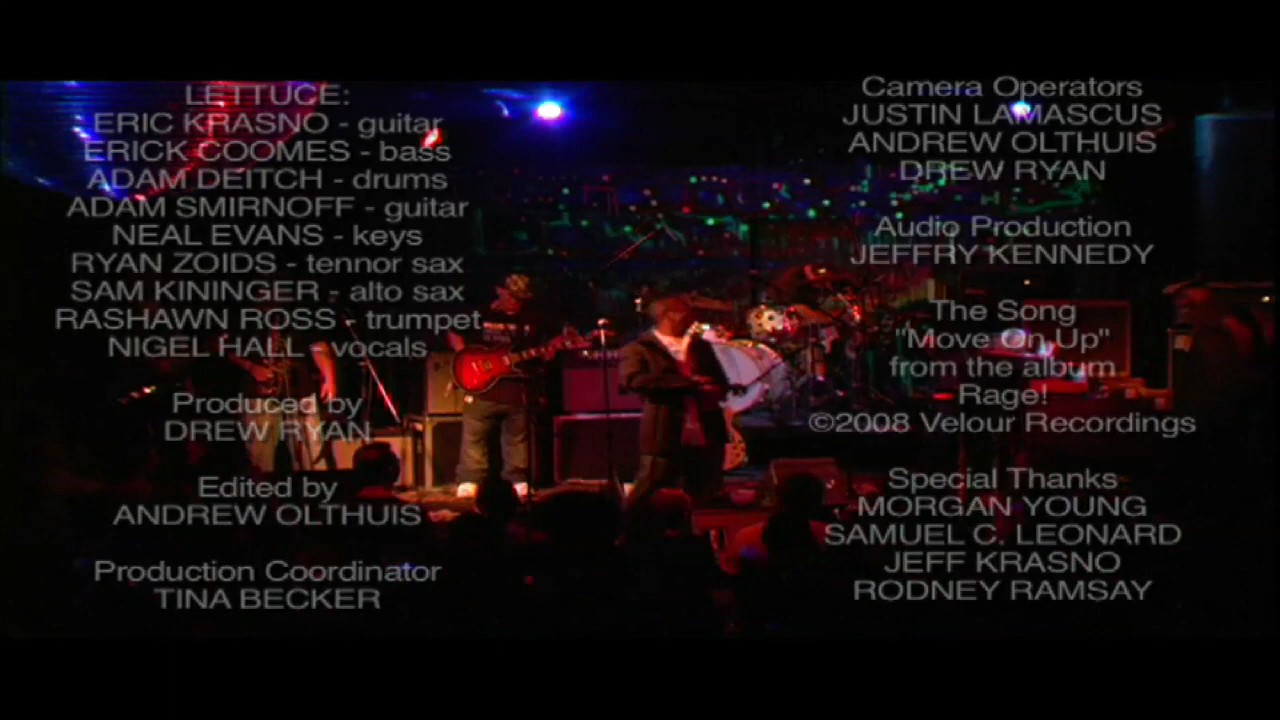 LETTUCE:
ERIC KRASNO - guitar
ERICK COOMES - bass
ADAM DEITCH - drums
ADAM SMIRNOFF - guitar
NEAL EVANS - keys
RYAN ZOIDS - tennor sax
SAM KININGER - alto sax
RASHAWN ROSS - trumpet
NIGEL HALL - vocals
Produced by
DREW RYAN
Edited by
ANDREW OLTHUIS
Production Coordinator
TINA BECKER
Camera Operators
JUSTIN LAMASCUS
ANDREW OLTHUIS
DREW RYAN
Audio Production
JEFFRY KENNEDY
The Song
"Move On Up"
from the album
Rage!
©2008 Velour Recordings
Special Thanks
MORGAN YOUNG
SAMUEL C. LEONARD
JEFF KRASNO
RODNEY RAMSAY